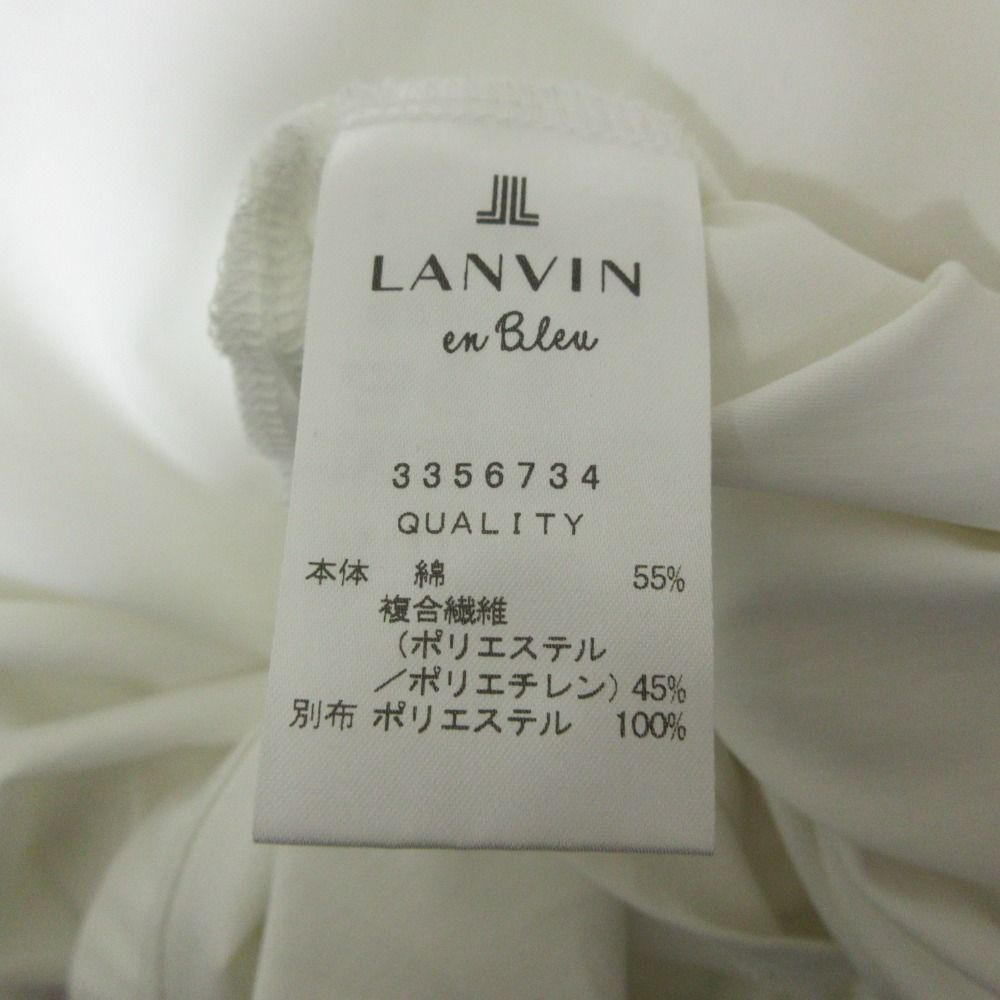 LANVIN
en Bleu
3356734
QUALITY
本体 綿 55%
複合繊維
(ポリエステル
/ポリエチレン) 45%
別布 ポリエステル 100%